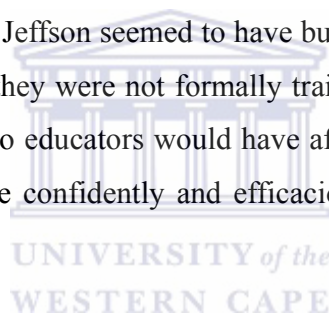 Jeffson seemed to have bu
they were not formally trai
o educators would have af
e confidently and efficacio
UNIVERSITY of the
WESTERN CAPE